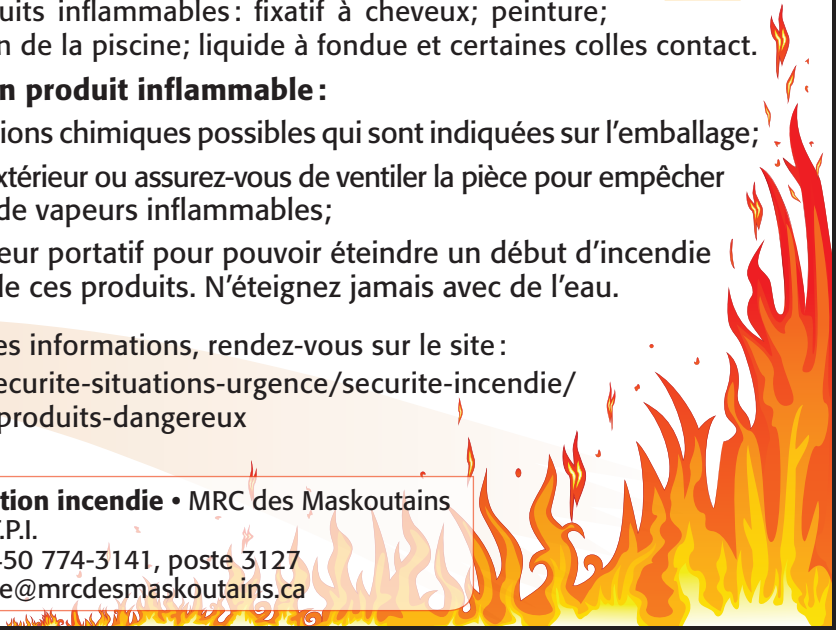 uits inflammables : fixatif à cheveux; peinture;
n de la piscine; liquide à fondue et certaines colles contact.
n produit inflammable :
tions chimiques possibles qui sont indiquées sur l’emballage;
xtérieur ou assurez-vous de ventiler la pièce pour empêcher
de vapeurs inflammables;
eur portatif pour pouvoir éteindre un début d’incendie
de ces produits. N’éteignez jamais avec de l’eau.
es informations, rendez-vous sur le site :
ecurite-situations-urgence/securite-incendie/
produits-dangereux
tion incendie • MRC des Maskoutains
.P.I.
50 774-3141, poste 3127
e@mrcdesmaskoutains.ca